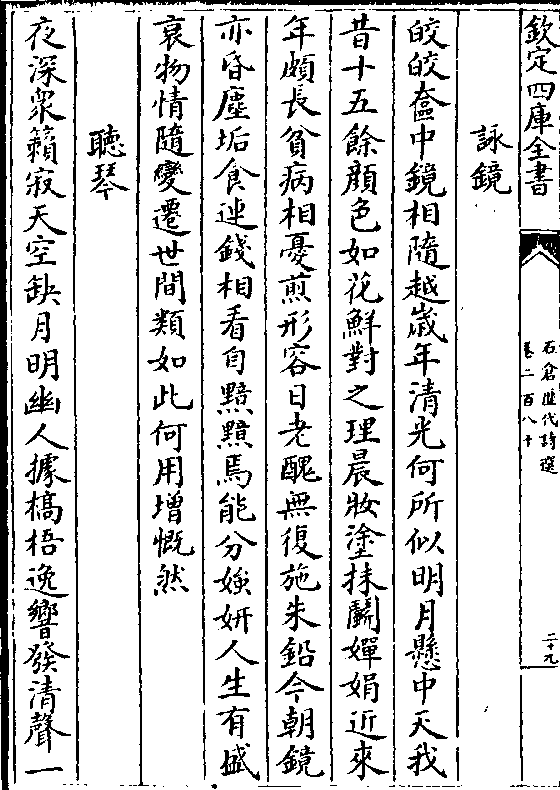 欽定四庫全書
石倉歷代詩選
卷二百八十
二十九
詠鏡
皎皎奩中鏡相隨越歲年清光何所似明月懸中天我
昔十五餘顔色如花鮮對之理晨妝塗抹鬭嬋娟近來
年頗長貧病相憂煎形容日老醜無復施朱鉛今朝鏡
亦昏塵垢食連錢相看自黯黯焉能分媸妍人生有盛
衰物情隨變遷世間類如此何用增慨然
聽琴
夜深衆籟寂天空缺月明幽人據槁梧逸響發清聲一